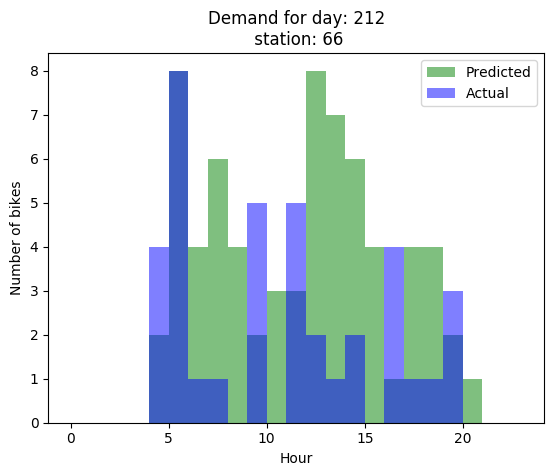 Demand for day: 212
station: 66
Predicted
Actual
Number of bikes
8
7
6
5
4
3
2
1
0
0 5 10 15 20
Hour